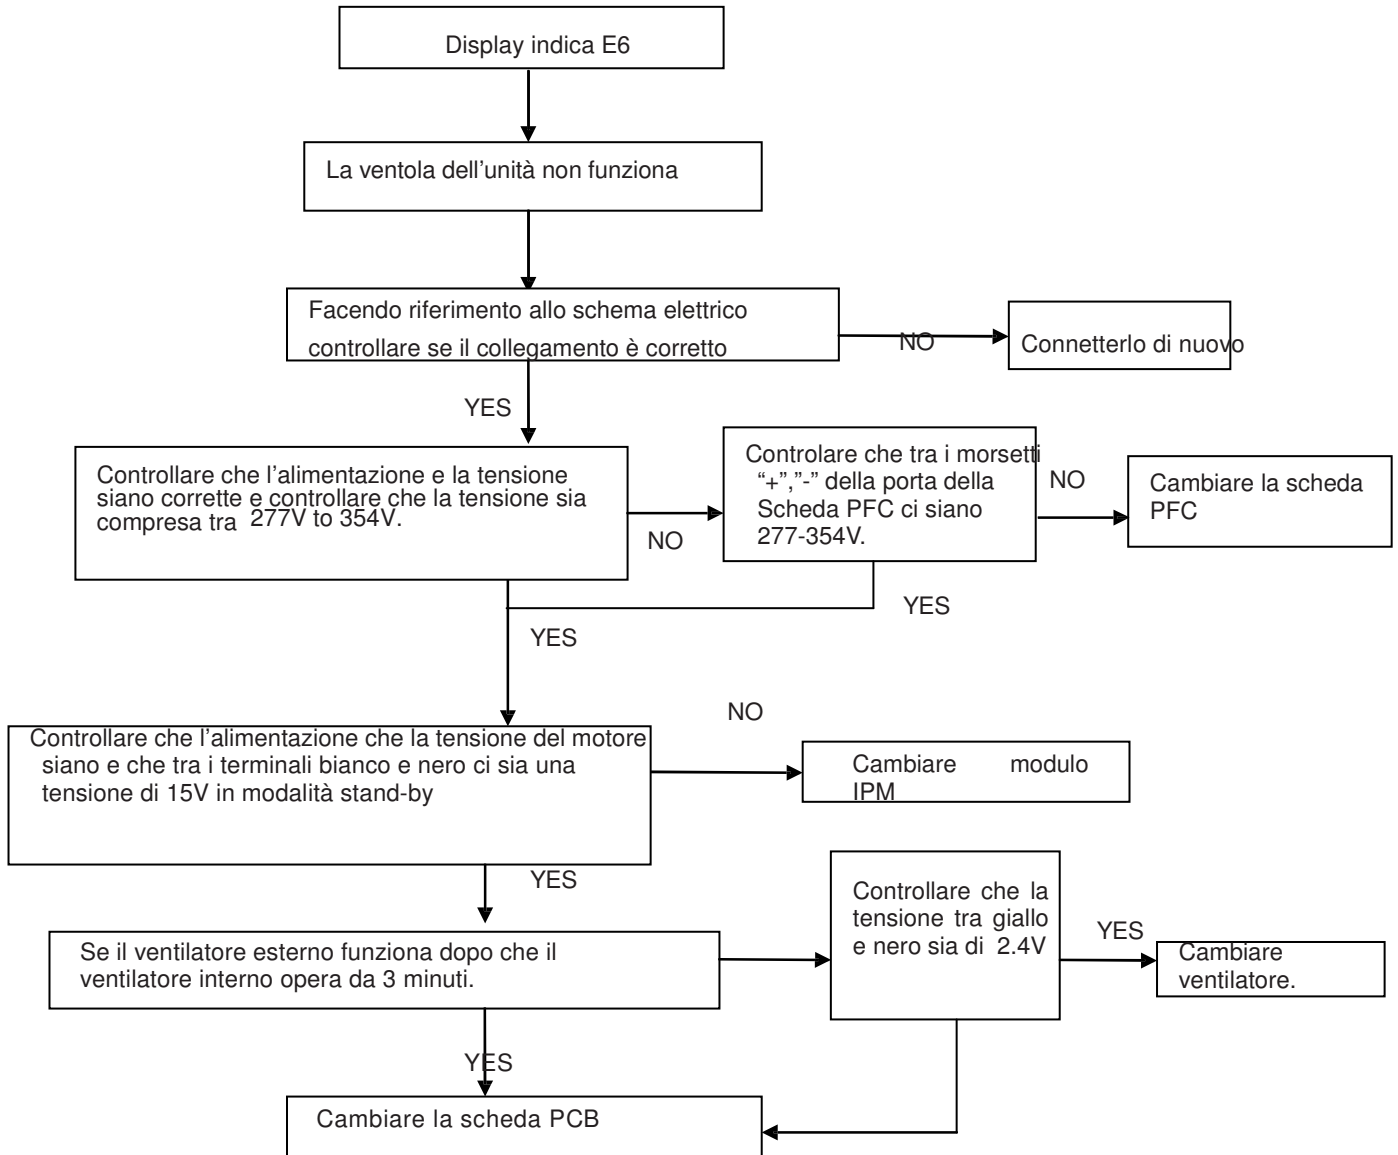 Display indica E6
La ventola dell’unità non funziona
Facendo riferimento allo schema elettrico
controllare se il collegamento è corretto
NO
Connetterlo di nuovo
YES
Controllare che l’alimentazione e la tensione
siano corrette e controllare che la tensione sia
compresa tra 277V to 354V.
NO
Controlare che tra i morsetti
“+”,”-” della porta della
Scheda PFC ci siano
277-354V.
NO
Cambiare la scheda
PFC
YES
YES
Controllare che l’alimentazione che la tensione del motore
siano e che tra i terminali bianco e nero ci sia una
tensione di 15V in modalità stand-by
NO
Cambiare modulo
IPM
YES
Se il ventilatore esterno funziona dopo che il
ventilatore interno opera da 3 minuti.
Controllare che la
tensione tra giallo
e nero sia di 2.4V
YES
Cambiare
ventilatore.
YES
Cambiare la scheda PCB